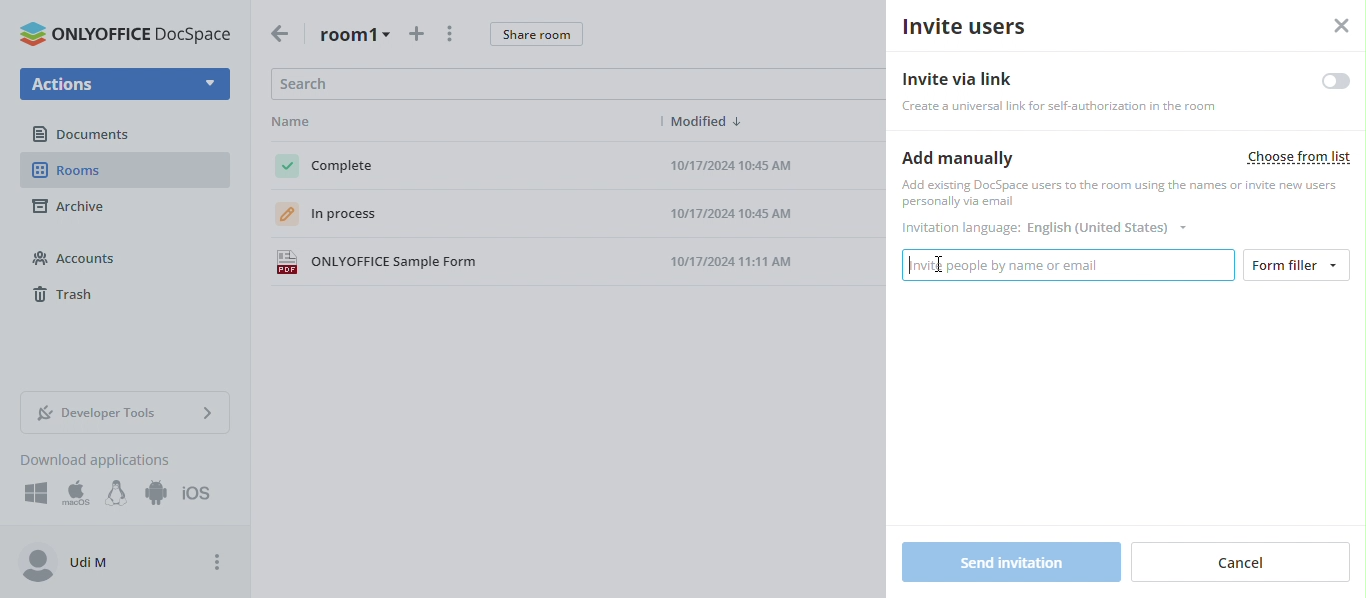 ONLYOFFICE DocSpace
Actions
Documents
Rooms
Archive
Accounts
Trash
Developer Tools
Download applications
macOS
iOS
Udi M
room1
Share room
Search
Name
Modified
Complete
10/17/2024 10:45 AM
In process
10/17/2024 10:45 AM
PDF
ONLYOFFICE Sample Form
10/17/2024 11:11 AM
Invite users
Invite via link
Create a universal link for self-authorization in the room
Add manually
Choose from list
Add existing DocSpace users to the room using the names or invite new users
personally via email
Invitation language: English (United States)
Invite people by name or email
Form filler
Send invitation
Cancel